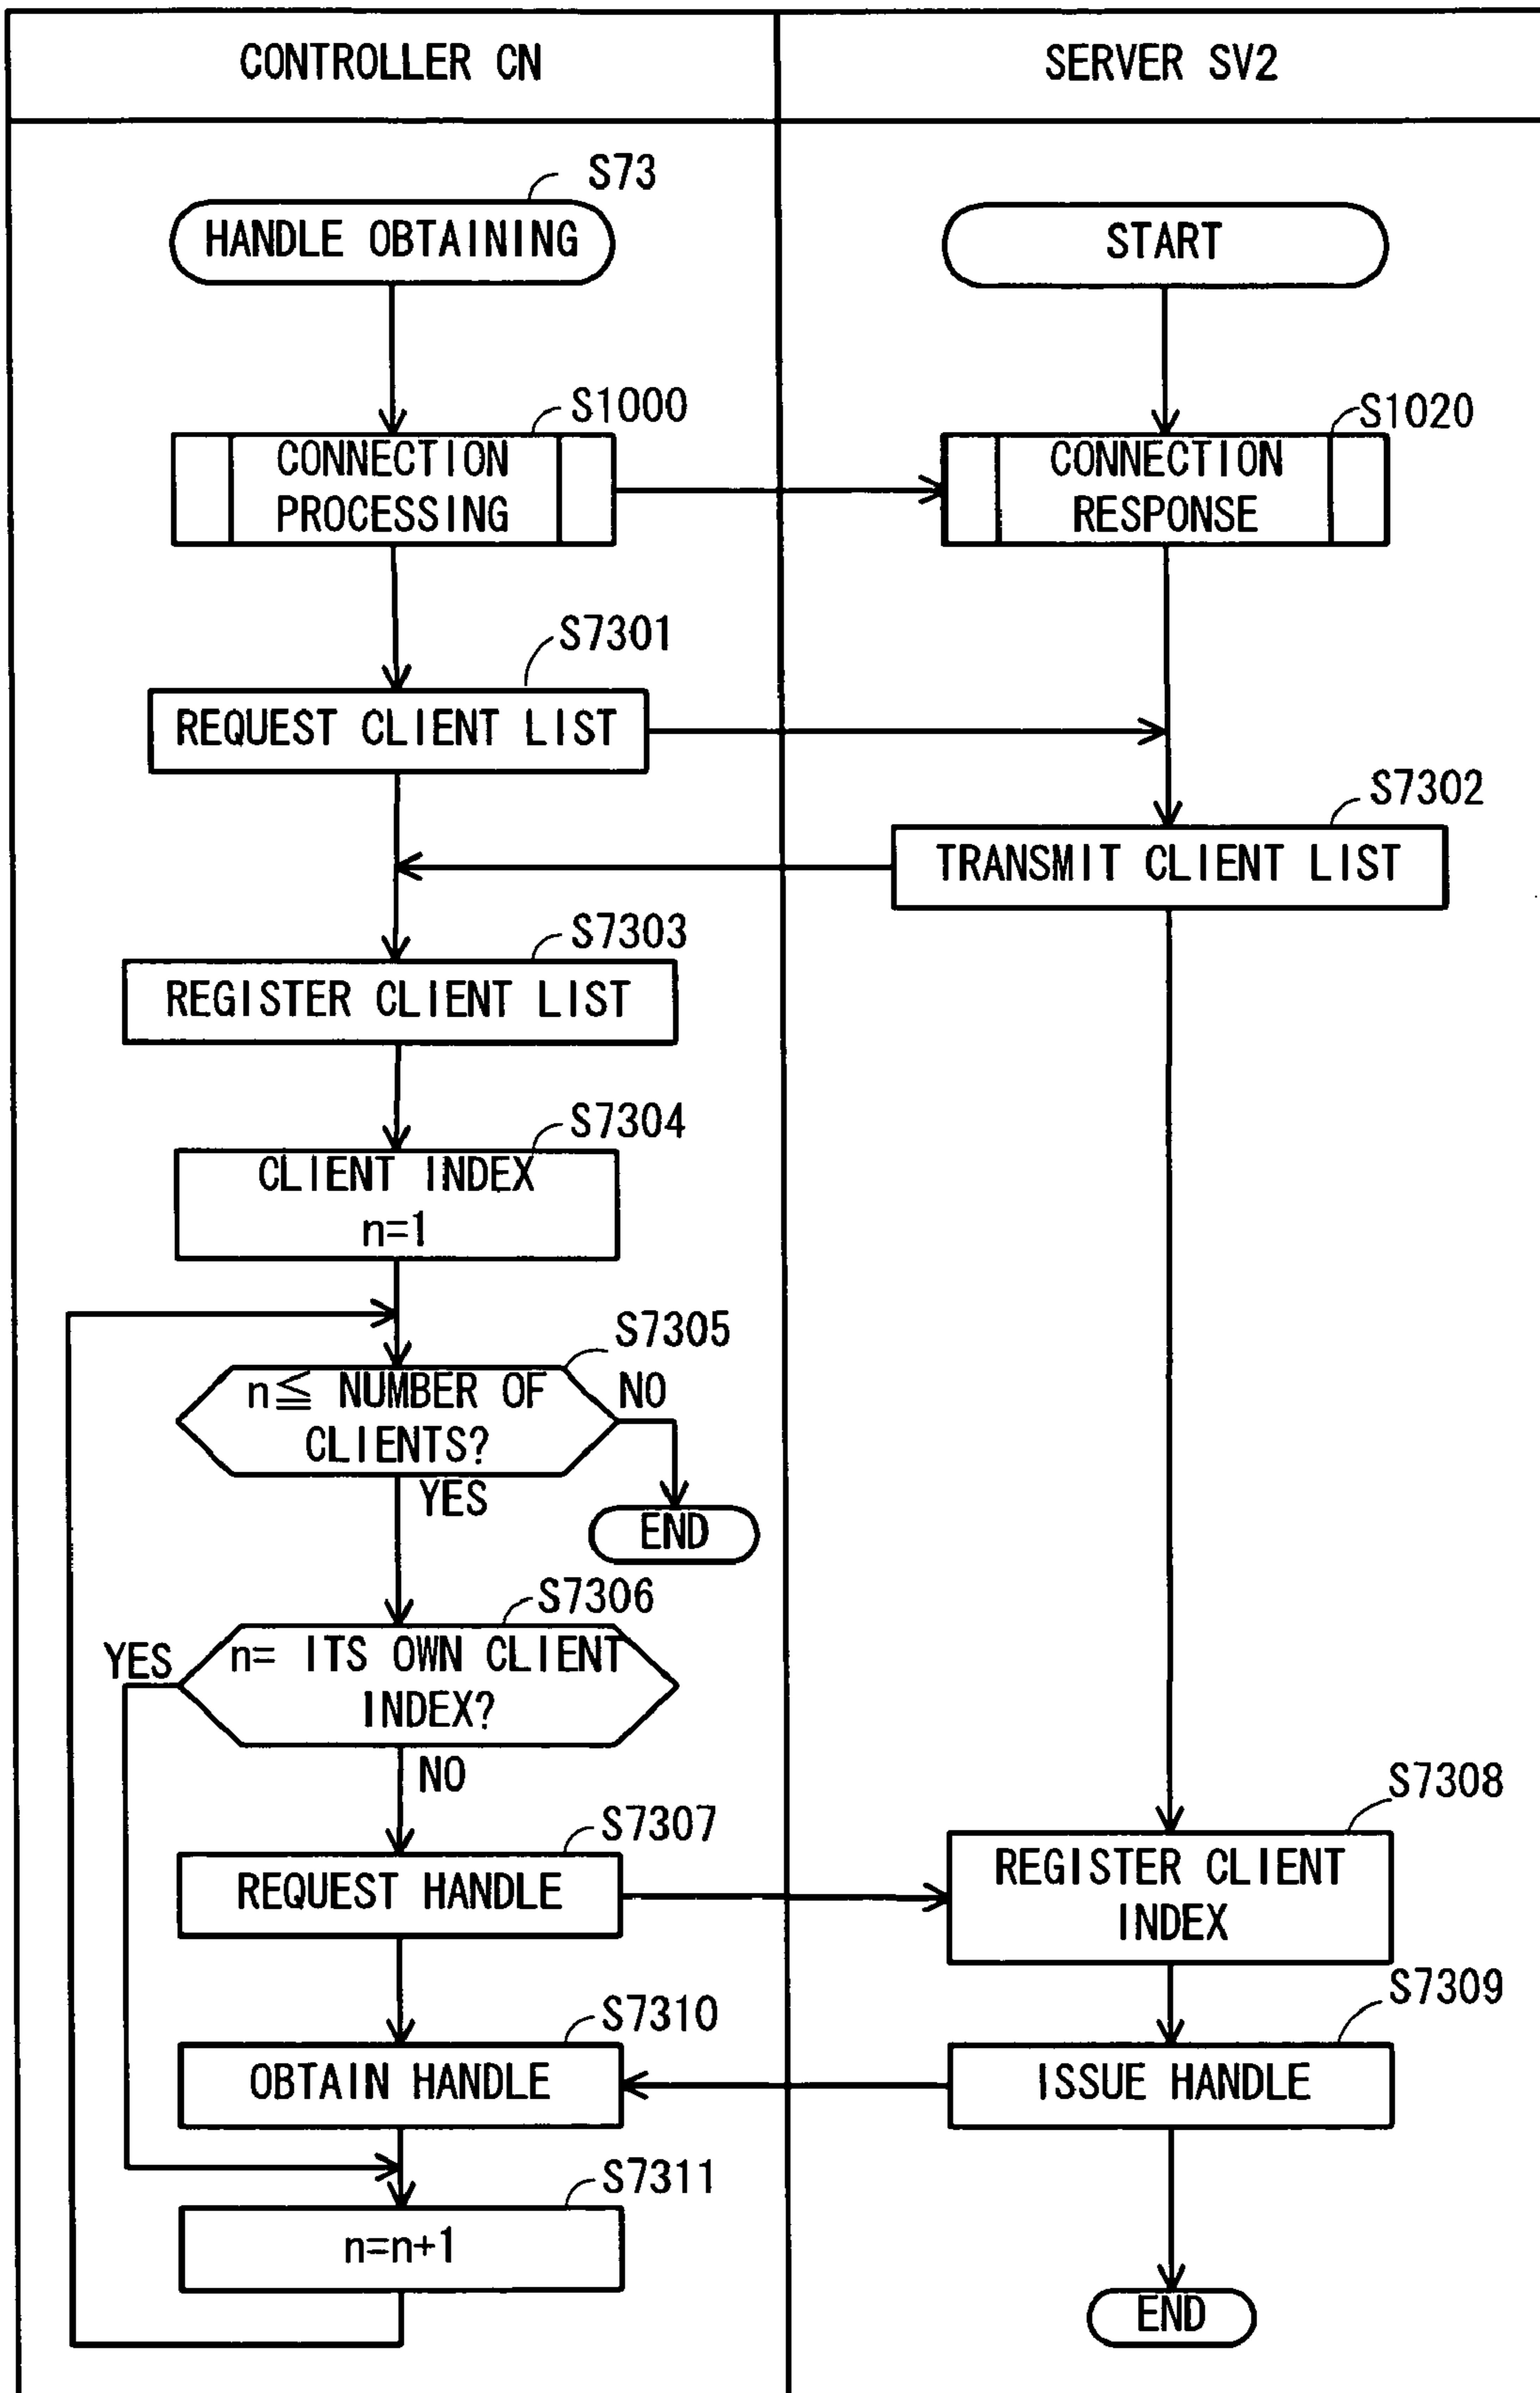 CONTROLLER CN
SERVER SV2
S73
HANDLE OBTAINING
START
S1000
CONNECTION
PROCESSING
S1020
CONNECTION
RESPONSE
S7301
REQUEST CLIENT LIST
S7302
TRANSMIT CLIENT LIST
S7303
REGISTER CLIENT LIST
S7304
CLIENT INDEX
n=1
S7305
n≦ NUMBER OF
CLIENTS?
NO
YES
END
S7306
n= ITS OWN CLIENT
INDEX?
YES
NO
S7307
REQUEST HANDLE
S7308
REGISTER CLIENT
INDEX
S7309
ISSUE HANDLE
S7310
OBTAIN HANDLE
S7311
n=n+1
END